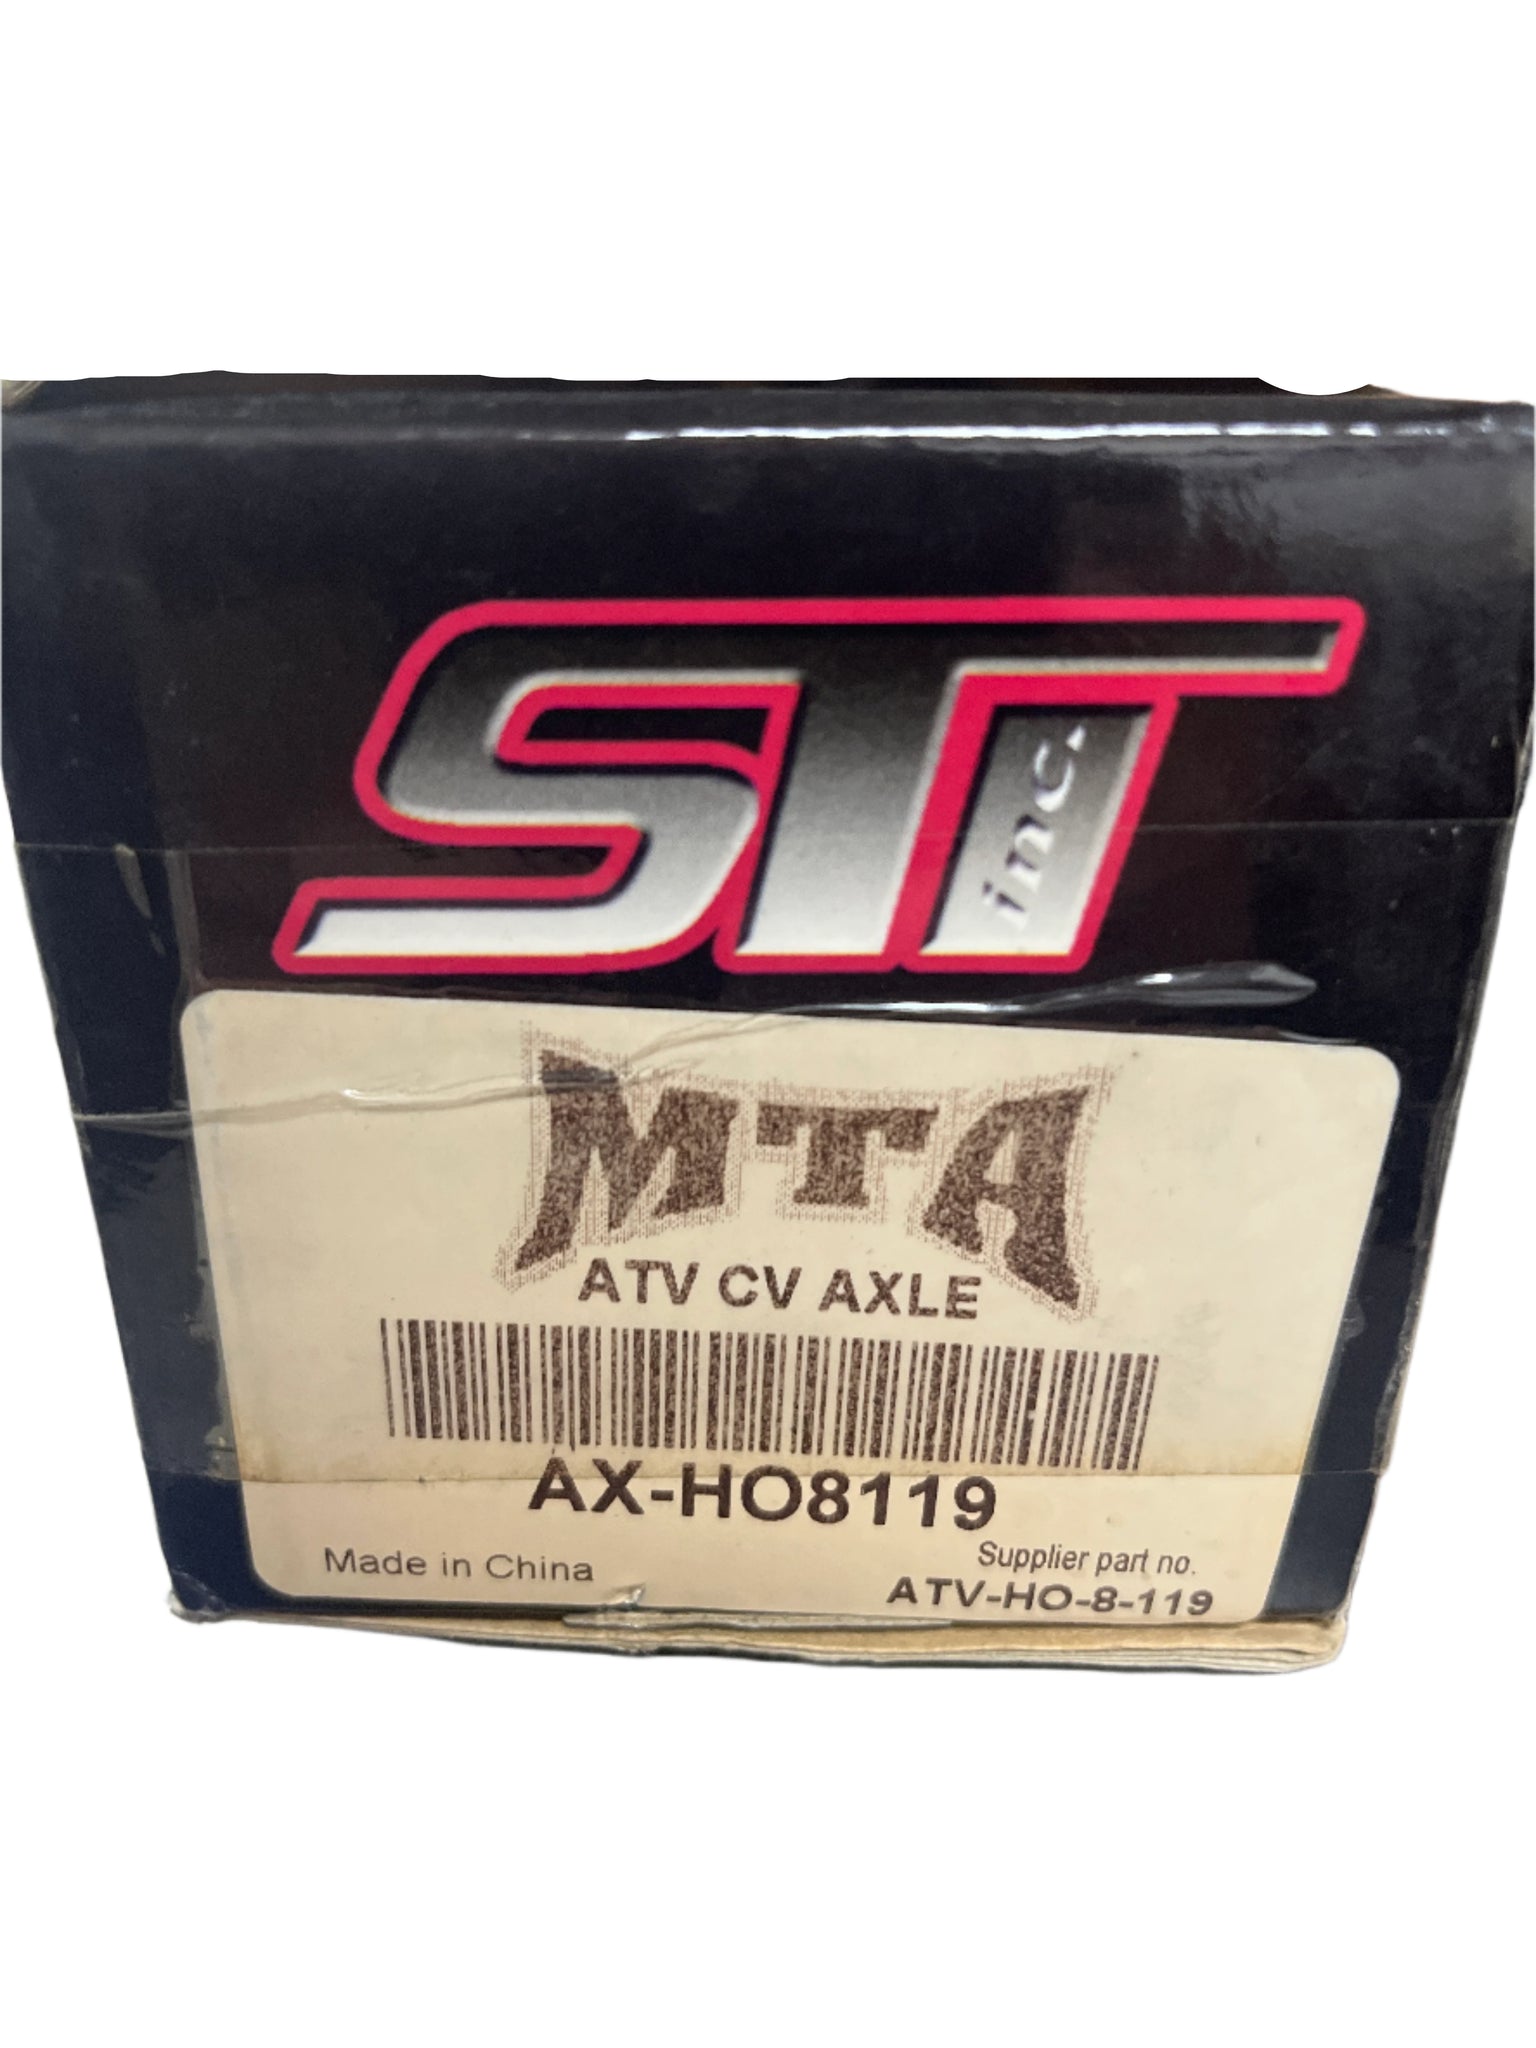 STI inc.
MTA
ATV CV AXLE
AX-HO8119
Made in China
Supplier part no.
ATV-HO-8-119